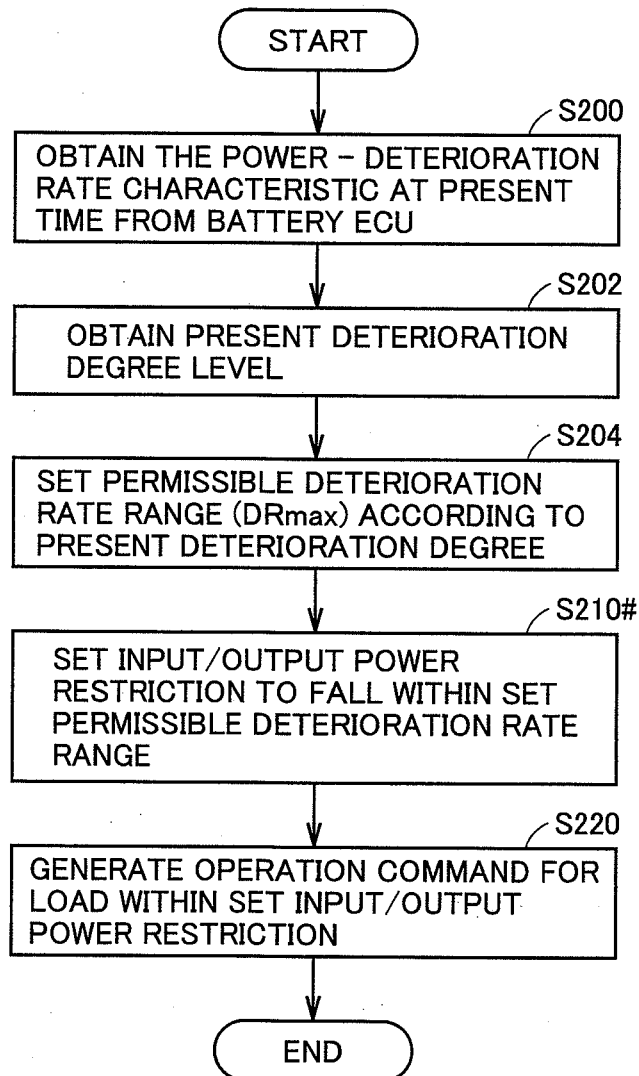 START
S200
OBTAIN THE POWER – DETERIORATION
RATE CHARACTERISTIC AT PRESENT
TIME FROM BATTERY ECU
S202
OBTAIN PRESENT DETERIORATION
DEGREE LEVEL
S204
SET PERMISSIBLE DETERIORATION
RATE RANGE (DRmax) ACCORDING TO
PRESENT DETERIORATION DEGREE
S210#
SET INPUT/OUTPUT POWER
RESTRICTION TO FALL WITHIN SET
PERMISSIBLE DETERIORATION RATE
RANGE
S220
GENERATE OPERATION COMMAND FOR
LOAD WITHIN SET INPUT/OUTPUT
POWER RESTRICTION
END